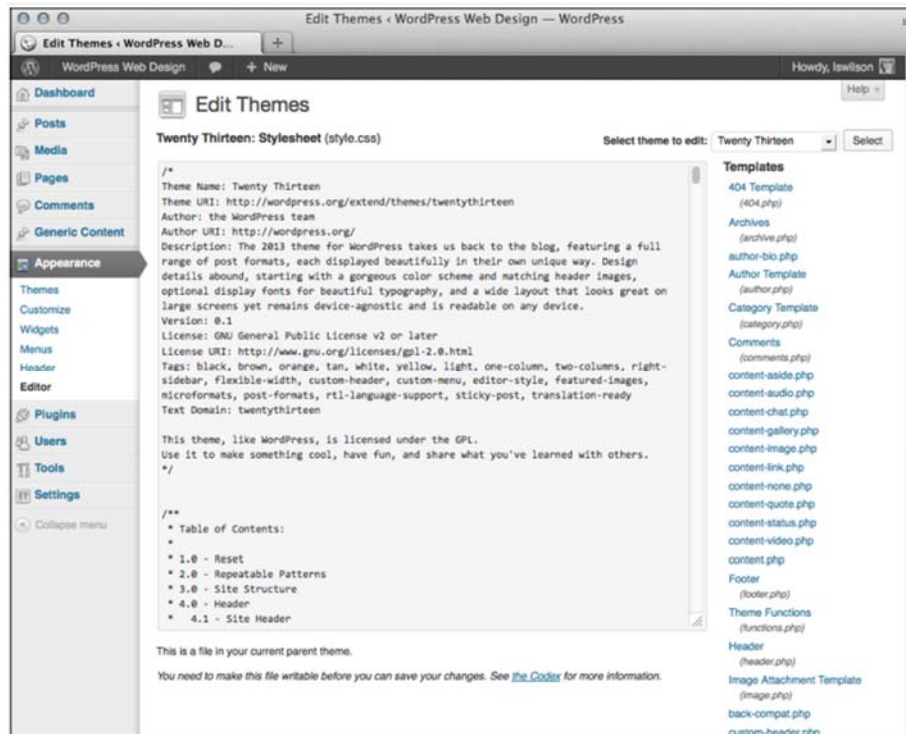 Edit Themes ‹ WordPress Web Design — WordPress
Edit Themes ‹ WordPress Web D...
WordPress Web Design + New Howdy, lswilson
Help
Dashboard
Posts
Media
Pages
Comments
Generic Content
Appearance
Themes
Customize
Widgets
Menus
Header
Editor
Plugins
Users
Tools
Settings
Collapse menu
Edit Themes
Twenty Thirteen: Stylesheet (style.css)
Select theme to edit: Twenty Thirteen Select
/*
Theme Name: Twenty Thirteen
Theme URI: http://wordpress.org/extend/themes/twentythirteen
Author: the WordPress team
Author URI: http://wordpress.org/
Description: The 2013 theme for WordPress takes us back to the blog, featuring a full
range of post formats, each displayed beautifully in their own unique way. Design
details abound, starting with a gorgeous color scheme and matching header images,
optional display fonts for beautiful typography, and a wide layout that looks great on
large screens yet remains device-agnostic and is readable on any device.
Version: 0.1
License: GNU General Public License v2 or later
License URI: http://www.gnu.org/licenses/gpl-2.0.html
Tags: black, brown, orange, tan, white, yellow, light, one-column, two-columns, right-
sidebar, flexible-width, custom-header, custom-menu, editor-style, featured-images,
microformats, post-formats, rtl-language-support, sticky-post, translation-ready
Text Domain: twentythirteen
This theme, like WordPress, is licensed under the GPL.
Use it to make something cool, have fun, and share what you've learned with others.
*/
/**
* Table of Contents:
*
* 1.0 - Reset
* 2.0 - Repeatable Patterns
* 3.0 - Site Structure
* 4.0 - Header
* 4.1 - Site Header
This is a file in your current parent theme.
You need to make this file writable before you can save your changes. See the Codex for more information.
Templates
404 Template
(404.php)
Archives
(archive.php)
author-bio.php
Author Template
(author.php)
Category Template
(category.php)
Comments
(comments.php)
content-aside.php
content-audio.php
content-chat.php
content-gallery.php
content-image.php
content-link.php
content-none.php
content-quote.php
content-status.php
content-video.php
content.php
Footer
(footer.php)
Theme Functions
(functions.php)
Header
(header.php)
Image Attachment Template
(image.php)
back-compat.php
custom-header.php